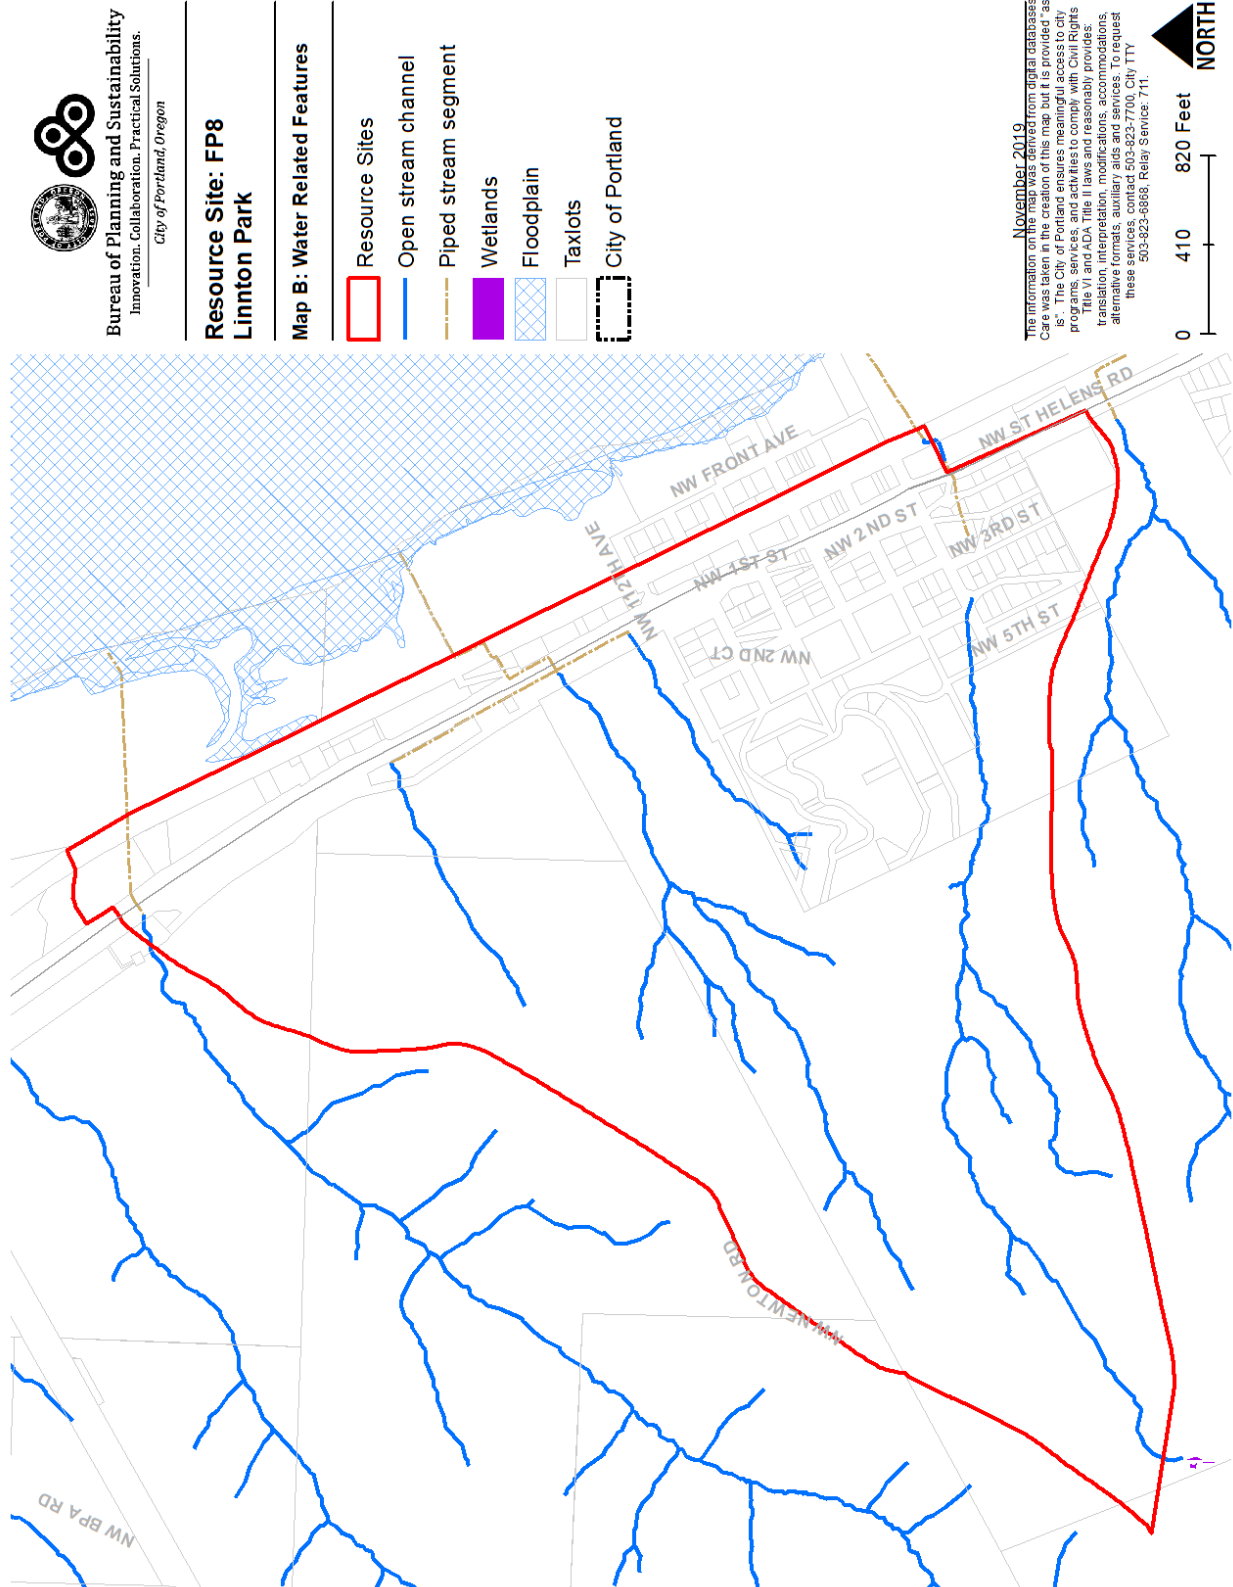 Bureau of Planning and Sustainability
Innovation. Collaboration. Practical Solutions.
City of Portland, Oregon
Resource Site: FP8
Linnton Park
Map B: Water Related Features
Resource Sites
Open stream channel
Piped stream segment
Wetlands
Floodplain
Taxlots
City of Portland
November 2019
The information on the map was derived from digital databases
Care was taken in the creation of this map but it is provided "as
is". The City of Portland ensures meaningful access to city
programs, services, and activities to comply with Civil Rights
Title VI and ADA Title II laws and reasonably provides:
translation, interpretation, modifications, accommodations,
alternative formats, auxiliary aids and services. To request
these services, contact 503-823-7700, City TTY
503-823-6868, Relay Service: 711.
0 410 820 Feet
NORTH
NW FRONT AVE
NW ST HELENS RD
NW 112TH AVE
NW 1ST ST
NW 2ND ST
NW 3RD ST
NW 2ND CT
NW 5TH ST
NW NEWTON RD
NW BPA RD